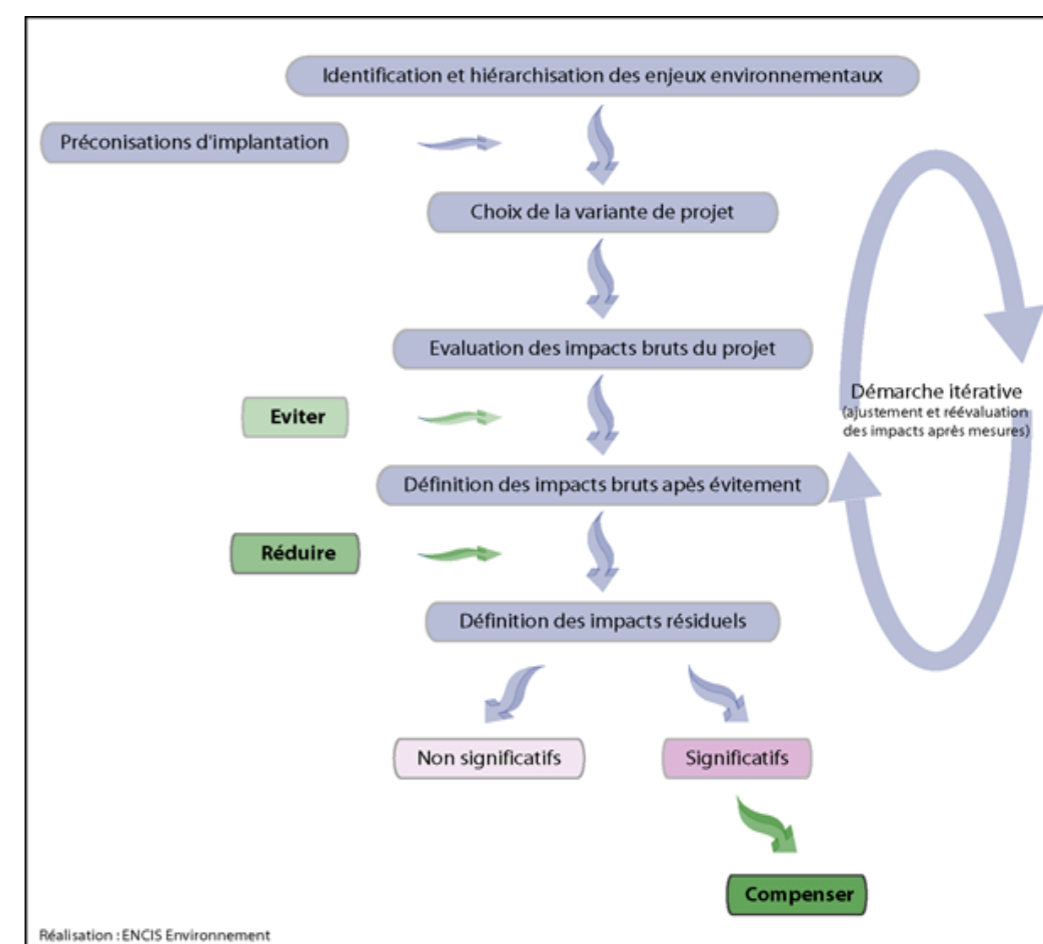 Identification et hiérarchisation des enjeux environnementaux
Préconisations d'implantation
Choix de la variante de projet
Evaluation des impacts bruts du projet
Démarche itérative
(ajustement et réévaluation
des impacts après mesures)
Eviter
Définition des impacts bruts apès évitement
Réduire
Définition des impacts résiduels
Non significatifs
Significatifs
Compenser
Réalisation : ENCIS Environnement